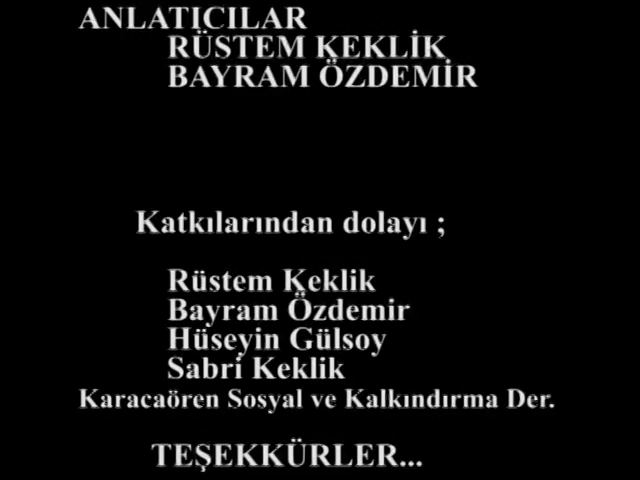 ANLATICILAR
RÜSTEM KEKLİK
BAYRAM ÖZDEMİR
Katkılarından dolayı ;
Rüstem Keklik
Bayram Özdemir
Hüseyin Gülsoy
Sabri Keklik
Karacaören Sosyal ve Kalkındırma Der.
TEŞEKKÜRLER...